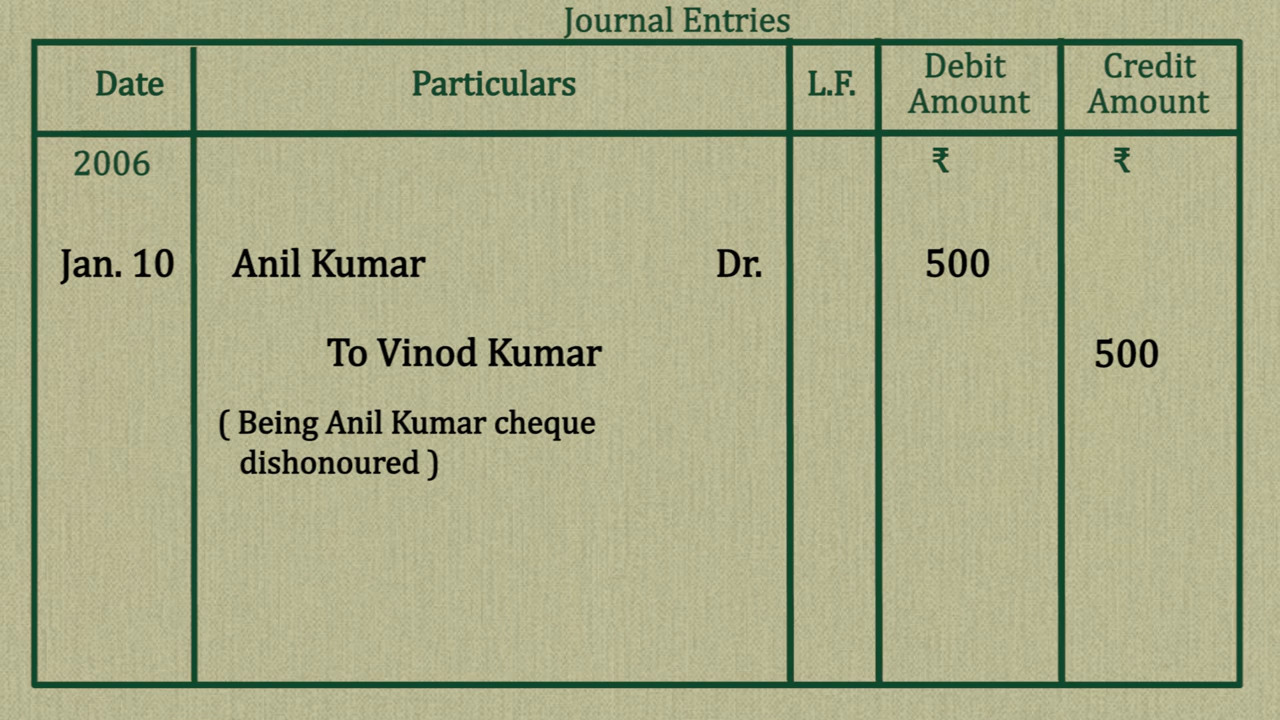 Journal Entries
Date Particulars L.F. Debit Amount Credit Amount
2006 ₹ ₹
Jan. 10 Anil Kumar Dr. 500
To Vinod Kumar 500
( Being Anil Kumar cheque
dishonoured )